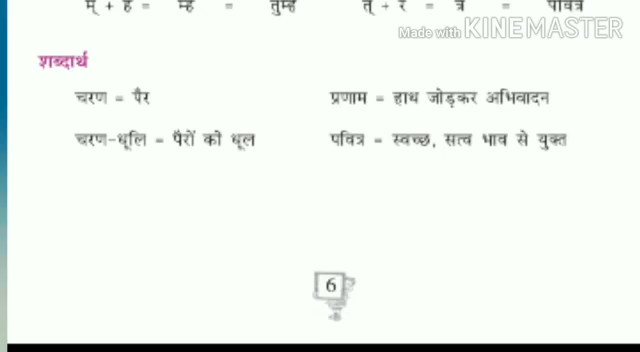 म् + ह = म्ह = तुम्हें त् + र = त्र = पवित्र
Made with KINEMASTER
शब्दार्थ
चरण = पैर प्रणाम = हाथ जोड़कर अभिवादन
चरण-धूलि = पैरों की धूल पवित्र = स्वच्छ, सत्व भाव से युक्त
6